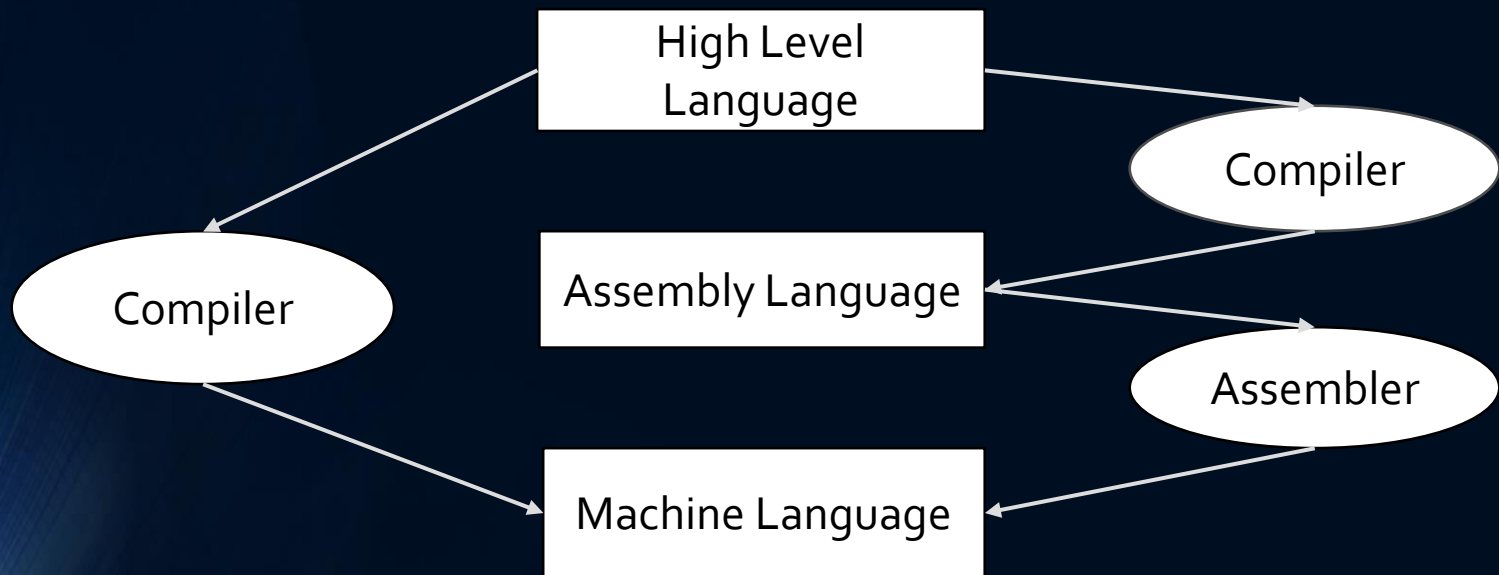 High Level
Language
Compiler
Compiler
Assembly Language
Assembler
Machine Language